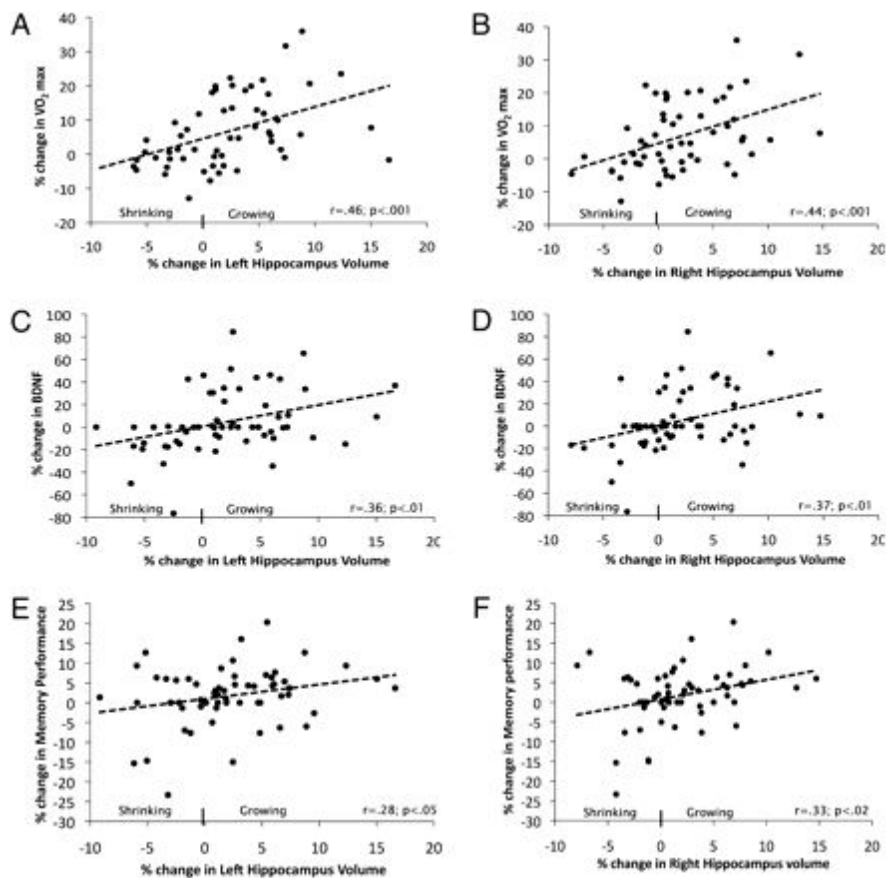 A
% change in VO2 max
40
30
20
10
0
-10
-20
Shrinking Growing r=.46; p<.001
-10 -5 0 5 10 15 20
% change in Left Hippocampus Volume
B
% change in VO2 max
40
30
20
10
0
-10
-20
Shrinking Growing r=.44; p<.001
-10 -5 0 5 10 15 20
% change in Right Hippocampus Volume
C
% change in BDNF
100
80
60
40
20
0
-20
-40
-60
-80
Shrinking Growing r=.36; p<.01
-10 -5 0 5 10 15 20
% change in Left Hippocampus Volume
D
% change in BDNF
100
80
60
40
20
0
-20
-40
-60
-80
Shrinking Growing r=.37; p<.01
-10 -5 0 5 10 15 20
% change in Right Hippocampus Volume
E
% change in Memory Performance
25
20
15
10
5
0
-5
-10
-15
-20
-25
-30
Shrinking Growing r=.28; p<.05
-10 -5 0 5 10 15 20
% change in Left Hippocampus Volume
F
% change in Memory performance
25
20
15
10
5
0
-5
-10
-15
-20
-25
-30
Shrinking Growing r=.33; p<.02
-10 -5 0 5 10 15 20
% change in Right Hippocampus volume